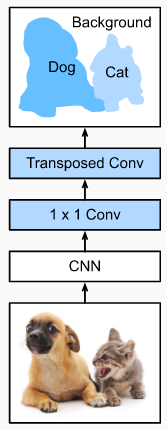 Background
Dog
Cat
Transposed Conv
1 x 1 Conv
CNN